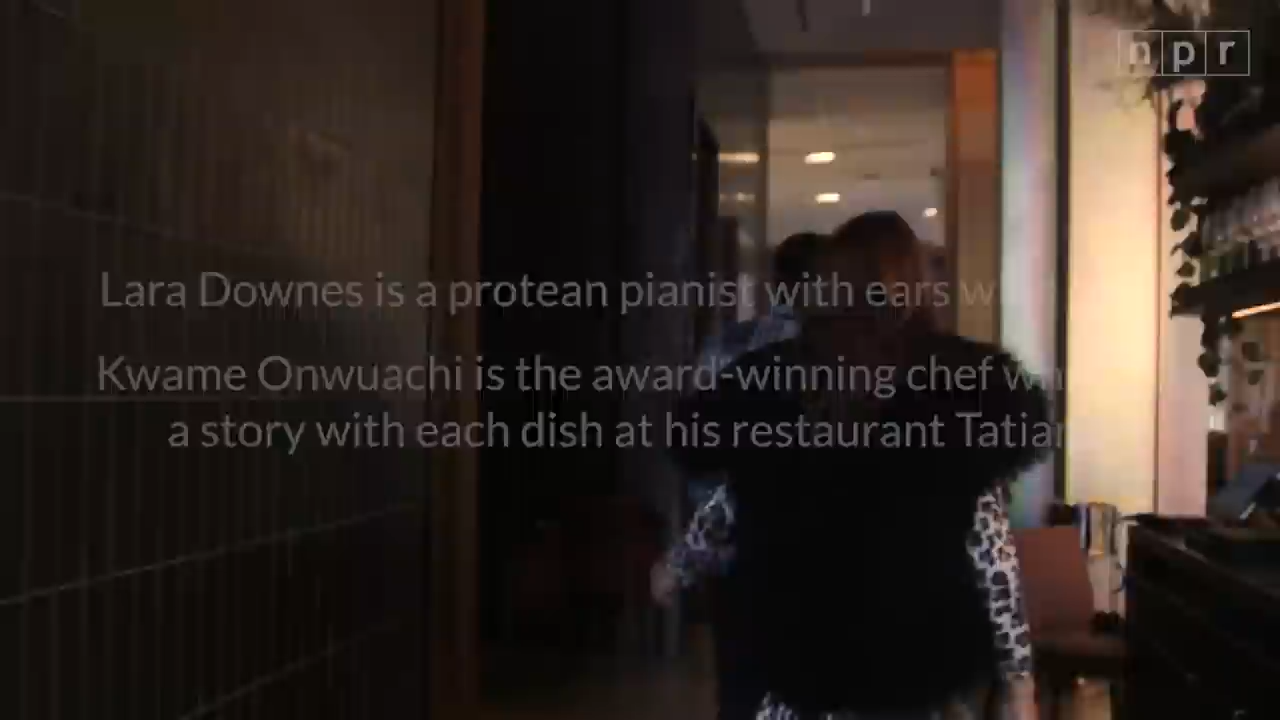 npr
Lara Downes is a protean pianist with ears
Kwame Onwuachi is the award-winning chef
a story with each dish at his restaurant